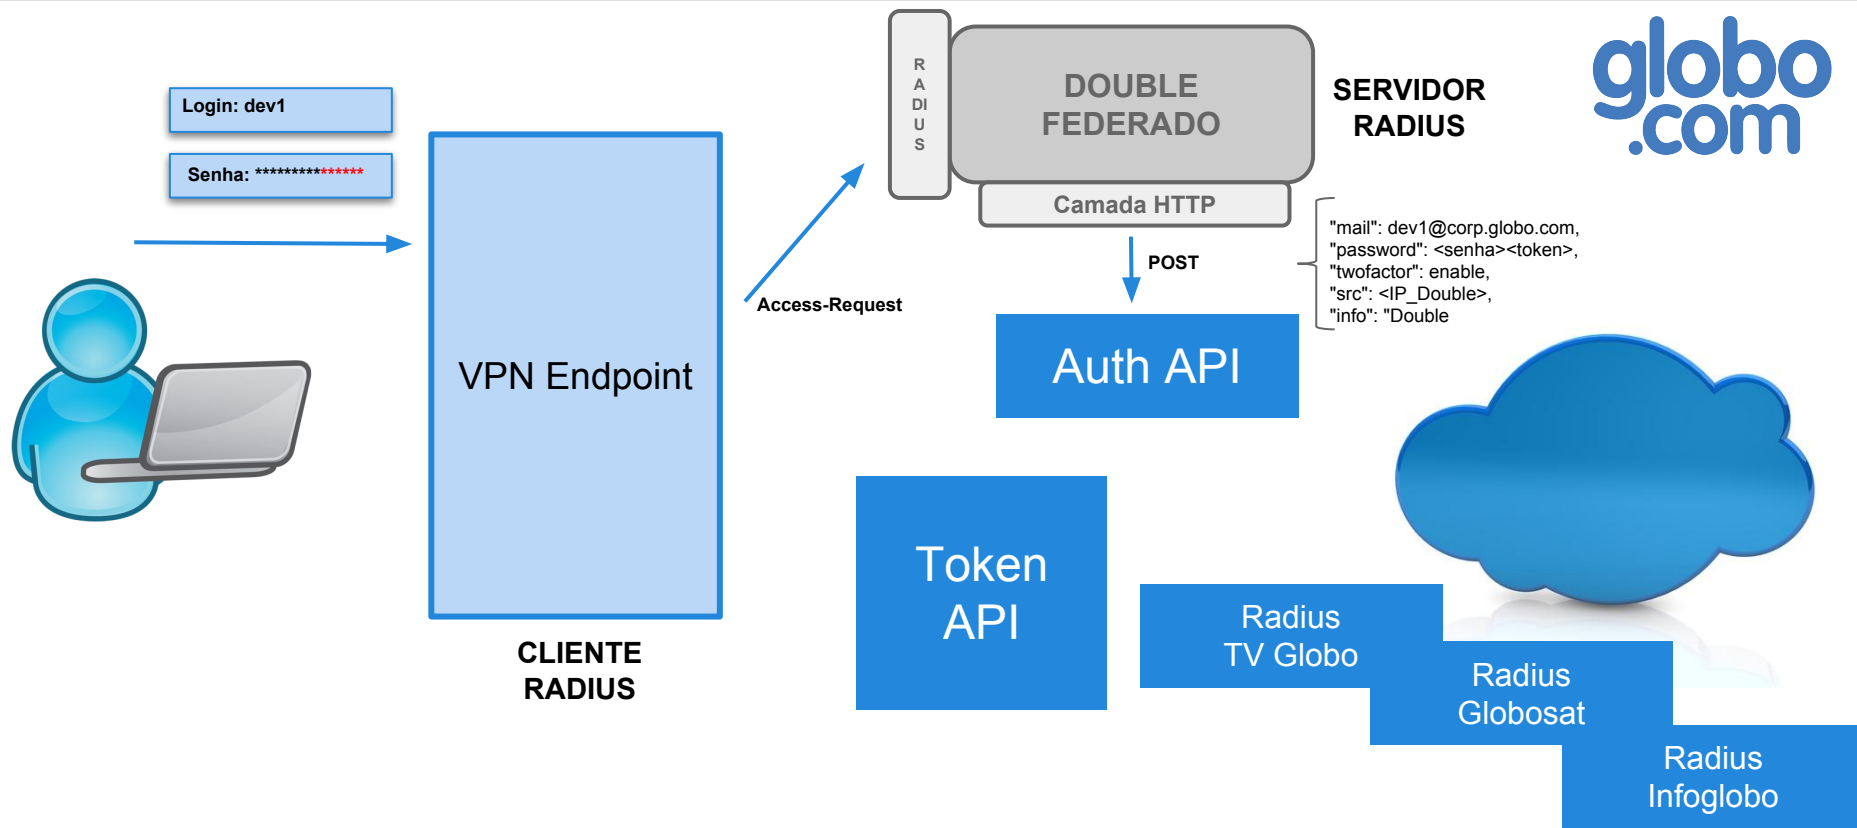 Login: dev1
Senha: ***************
VPN Endpoint
CLIENTE
RADIUS
Access-Request
R
A
DI
U
S
DOUBLE
FEDERADO
Camada HTTP
SERVIDOR
RADIUS
globo
.com
POST
"mail": dev1@corp.globo.com,
"password": <senha><token>,
"twofactor": enable,
"src": <IP_Double>,
"info": "Double
Auth API
Token
API
Radius
TV Globo
Radius
Globosat
Radius
Infoglobo